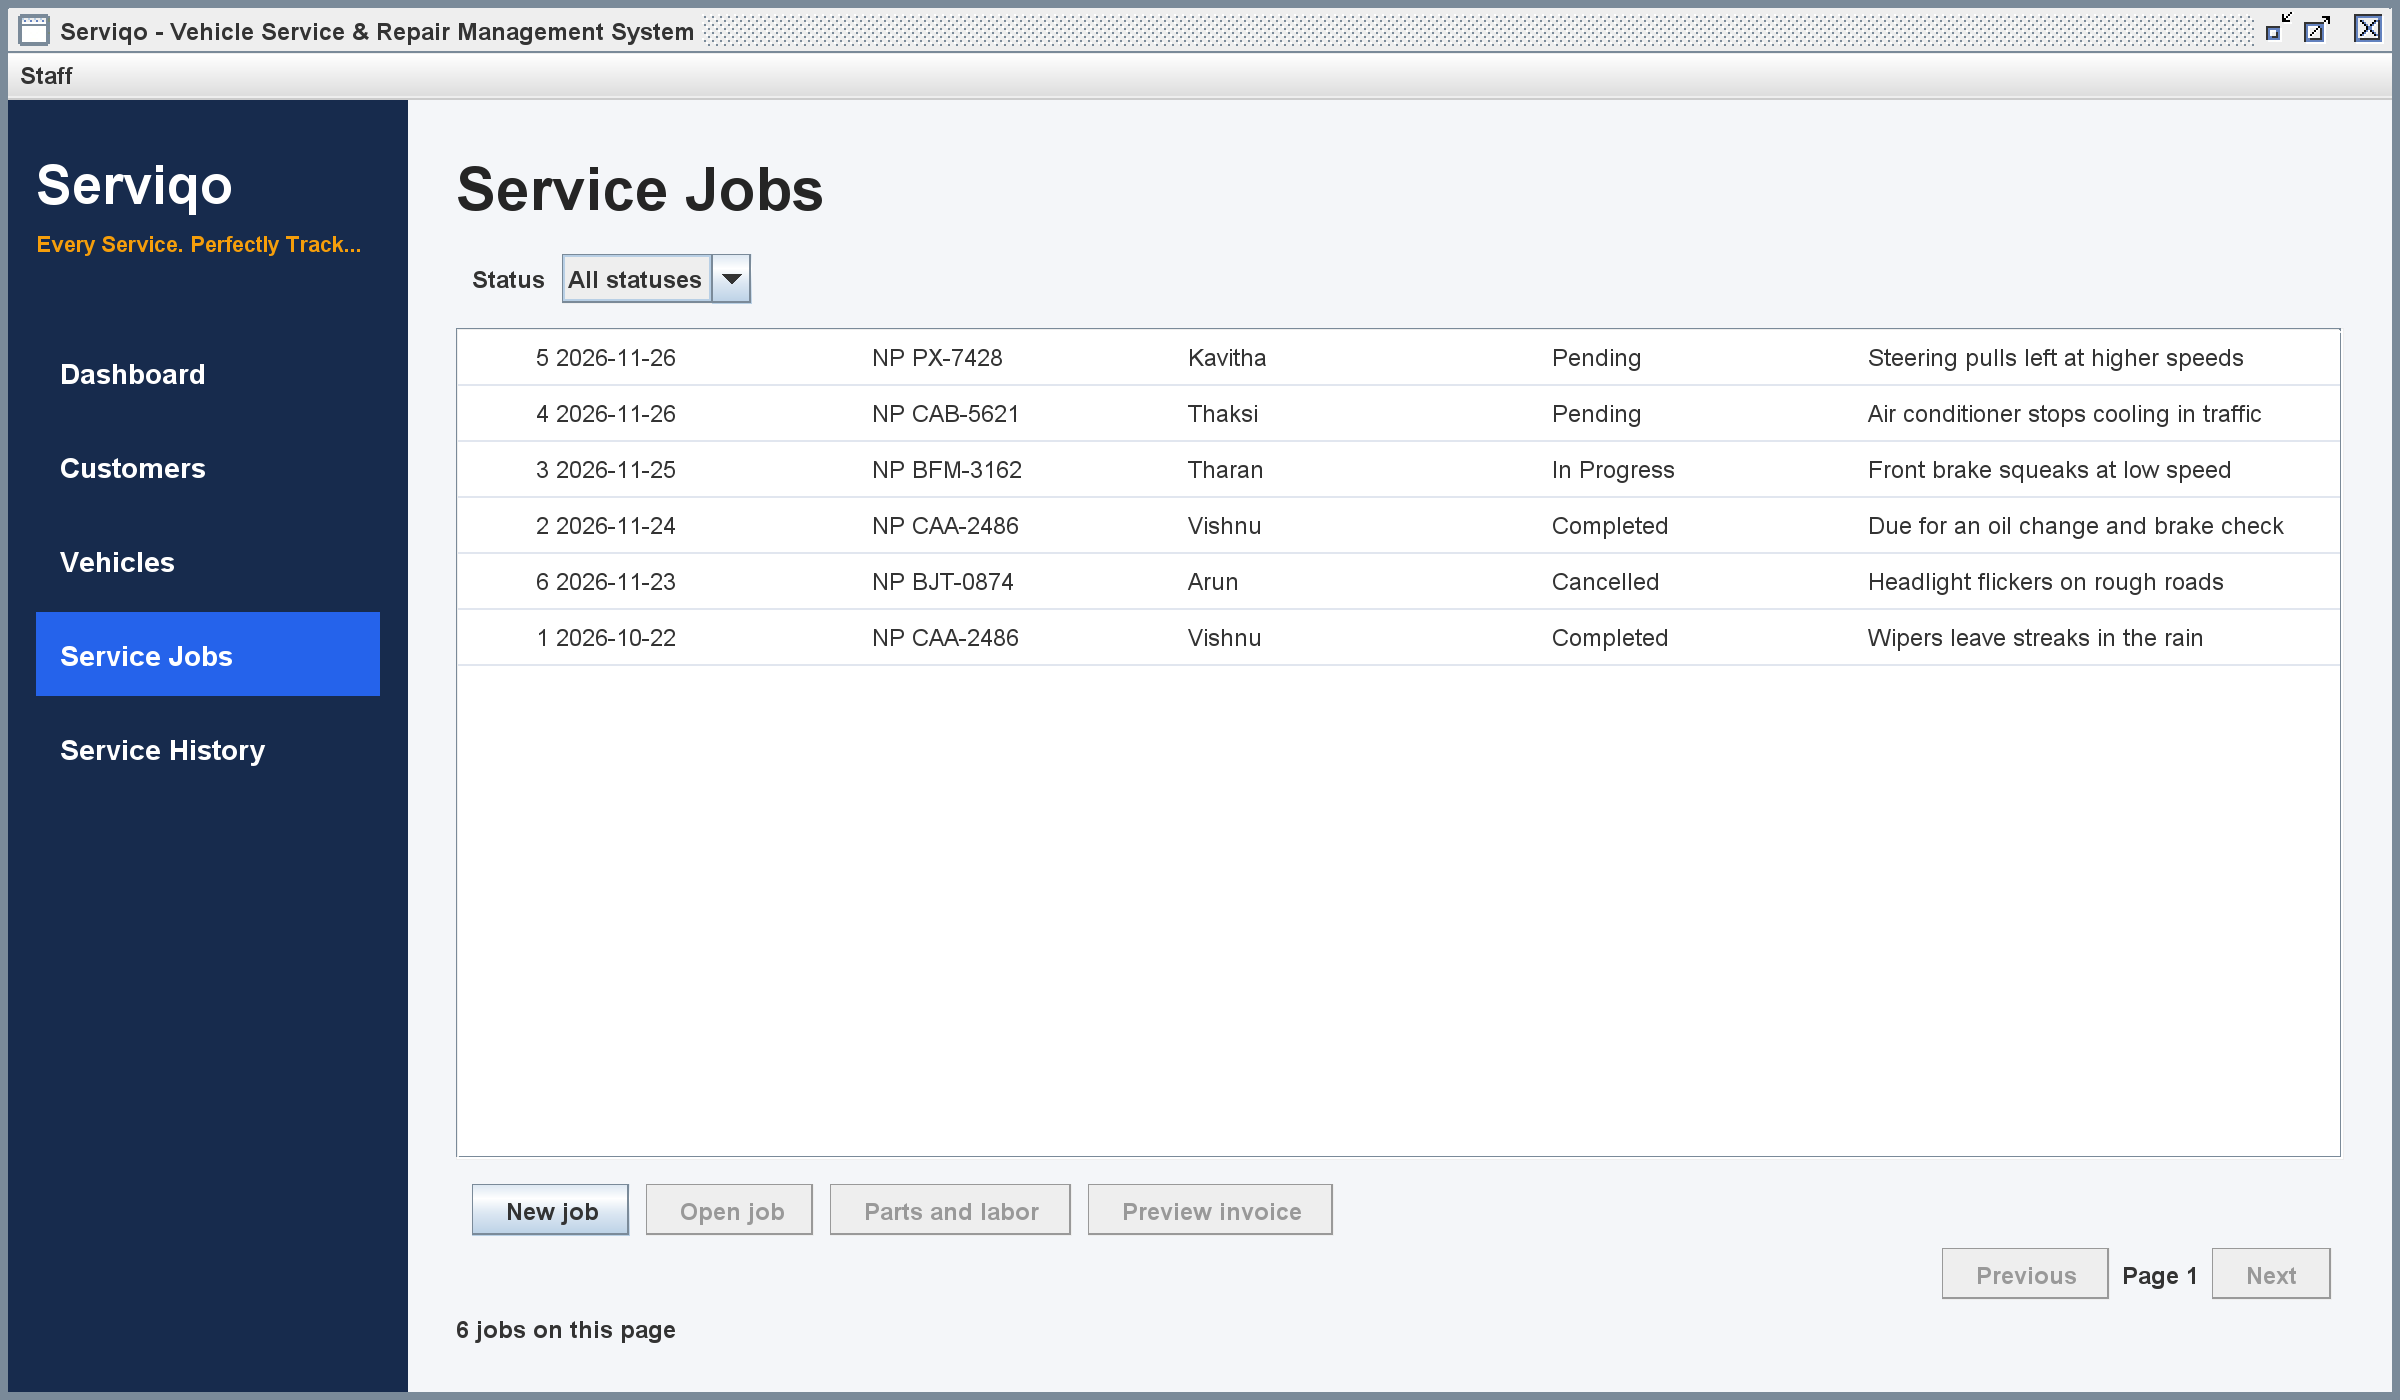 Serviqo - Vehicle Service & Repair Management System
Staff
Serviqo
Every Service. Perfectly Track...
Dashboard
Customers
Vehicles
Service Jobs
Service History
Service Jobs
Status All statuses
5 2026-11-26 NP PX-7428 Kavitha Pending Steering pulls left at higher speeds
4 2026-11-26 NP CAB-5621 Thaksi Pending Air conditioner stops cooling in traffic
3 2026-11-25 NP BFM-3162 Tharan In Progress Front brake squeaks at low speed
2 2026-11-24 NP CAA-2486 Vishnu Completed Due for an oil change and brake check
6 2026-11-23 NP BJT-0874 Arun Cancelled Headlight flickers on rough roads
1 2026-10-22 NP CAA-2486 Vishnu Completed Wipers leave streaks in the rain
New job Open job Parts and labor Preview invoice
Previous Page 1 Next
6 jobs on this page